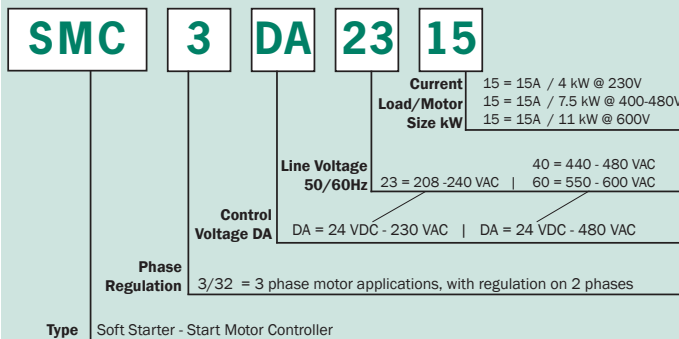 SMC 3 DA 23 15
Current Load/Motor Size kW
15 = 15A / 4 kW @ 230V
15 = 15A / 7.5 kW @ 400-480V
15 = 15A / 11 kW @ 600V
Line Voltage 50/60Hz
40 = 440 - 480 VAC
23 = 208 -240 VAC | 60 = 550 - 600 VAC
Control Voltage DA
DA = 24 VDC - 230 VAC | DA = 24 VDC - 480 VAC
Phase Regulation
3/32 = 3 phase motor applications, with regulation on 2 phases
Type Soft Starter - Start Motor Controller